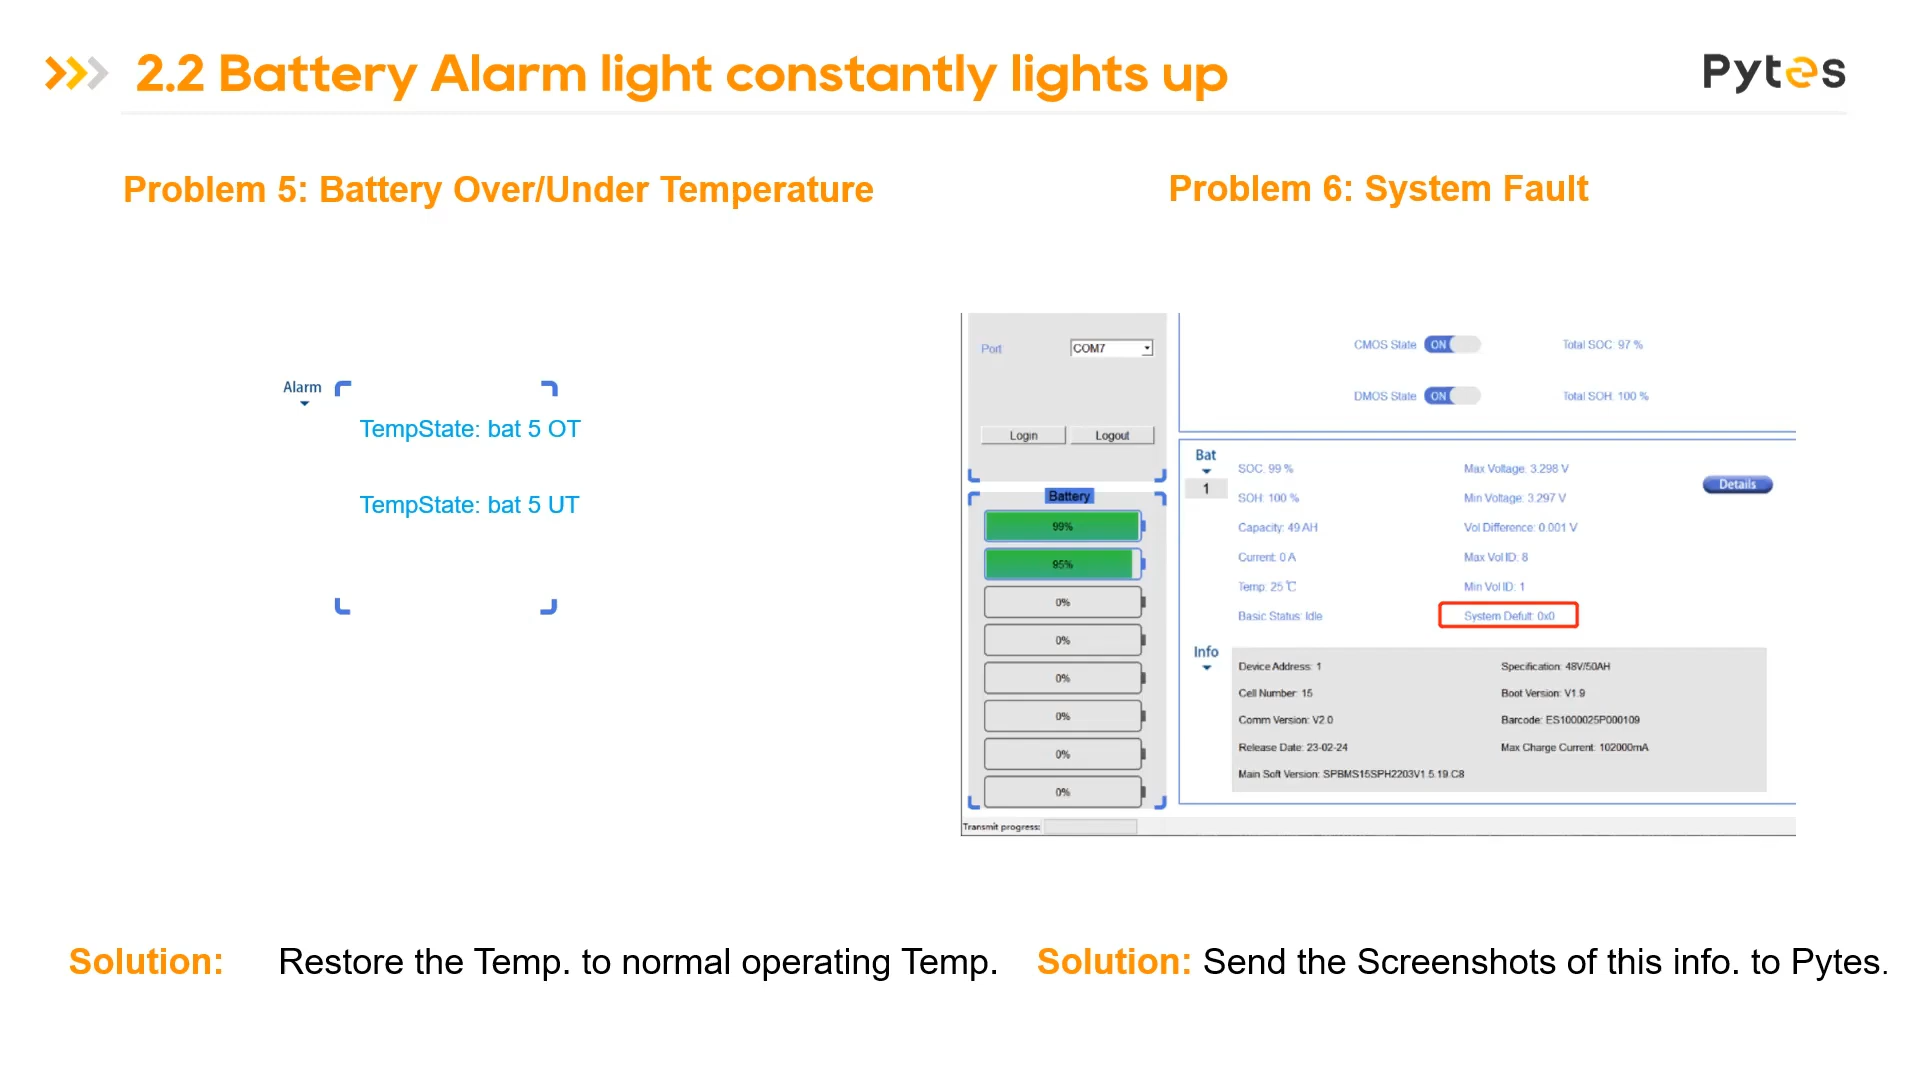 2.2 Battery Alarm light constantly lights up
Pytes
Problem 5: Battery Over/Under Temperature
Alarm
TempState: bat 5 OT
TempState: bat 5 UT
Solution: Restore the Temp. to normal operating Temp.
Problem 6: System Fault
Port
COM7
Login
Logout
Battery
99%
95%
0%
0%
0%
0%
0%
0%
Transmit progress:
CMOS State ON
Total SOC: 97 %
DMOS State ON
Total SOH: 100 %
Bat
1
SOC: 99 %
SOH: 100 %
Capacity: 49 AH
Current: 0 A
Temp: 25 ℃
Basic Status: Idle
Max Voltage: 3.298 V
Min Voltage: 3.297 V
Vol Difference: 0.001 V
Max Vol ID: 8
Min Vol ID: 1
System Defult: 0x0
Details
Info
Device Address: 1
Cell Number: 15
Comm Version: V2.0
Release Date: 23-02-24
Main Soft Version: SPBMS15SPH2203V1.5.19.C8
Specification: 48V/50AH
Boot Version: V1.9
Barcode: ES1000025P000109
Max Charge Current: 102000mA
Solution: Send the Screenshots of this info. to Pytes.